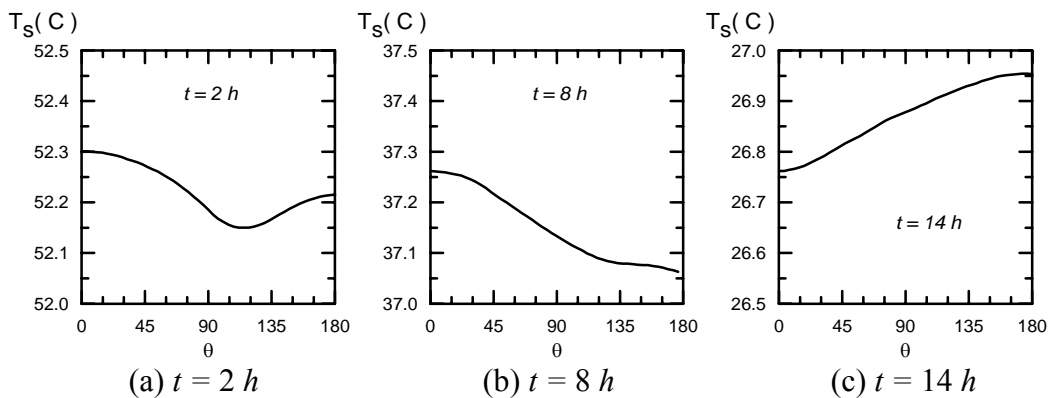 T_s(C) T_s(C) T_s(C)
52.5 37.5 27.0
t = 2 h t = 8 h
52.4 37.4 26.9
52.3 37.3 26.8
52.2 37.2 26.7
t = 14 h
52.1 37.1 26.6
52.0 37.0 26.5
0 45 90 135 180 0 45 90 135 180 0 45 90 135 180
θ θ θ
(a) t = 2 h (b) t = 8 h (c) t = 14 h